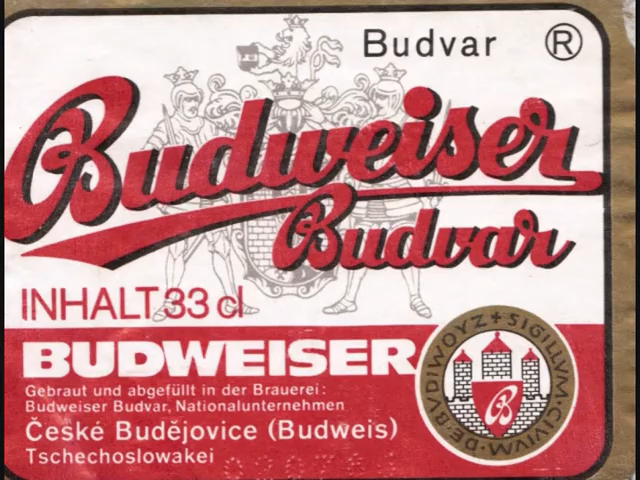 Budvar ®
Budweiser
Budvar
INHALT 33 cl
BUDWEISER
Gebraut und abgefüllt in der Brauerei:
Budweiser Budvar, Nationalunternehmen
České Budějovice (Budweis)
Tschechoslowakei
SIGILLVM·CIVIVM·DE·BVDIWOYZ+
B